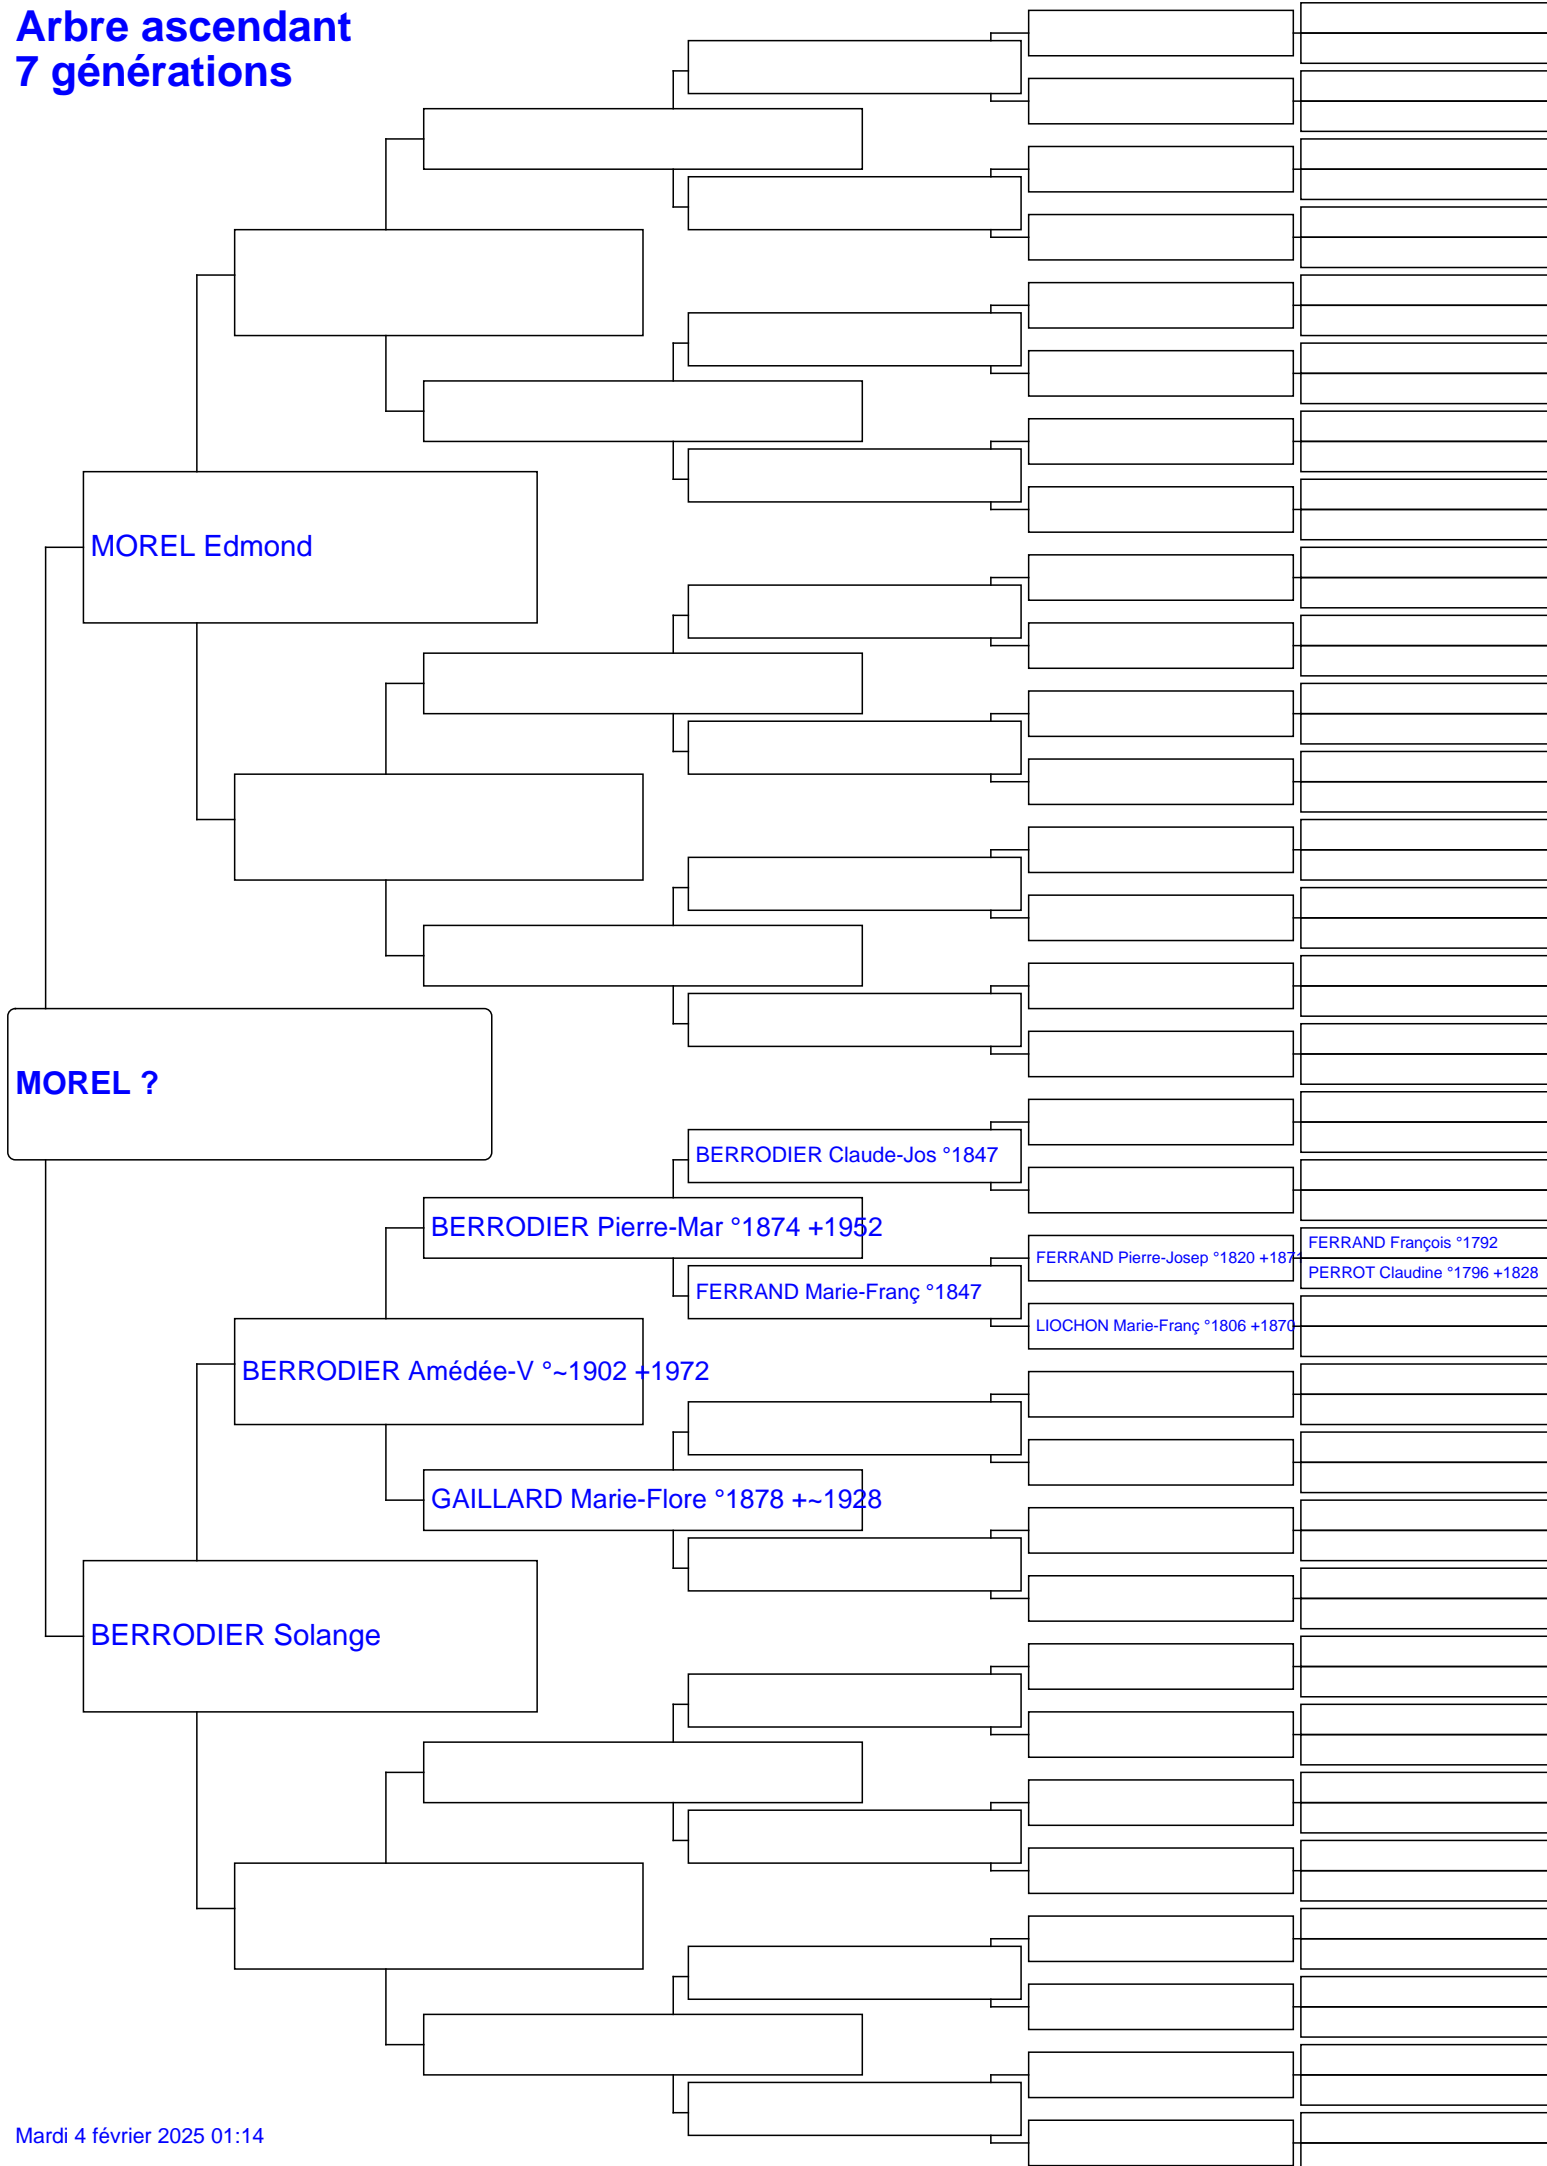 Arbre ascendant
7 générations
MOREL Edmond
MOREL ?
BERRODIER Claude-Jos °1847
BERRODIER Pierre-Mar °1874 +1952
FERRAND Pierre-Josep °1820 +1871
FERRAND François °1792
PERROT Claudine °1796 +1828
FERRAND Marie-Franç °1847
LIOCHON Marie-Franç °1806 +1870
BERRODIER Amédée-V °~1902 +1972
GAILLARD Marie-Flore °1878 +~1928
BERRODIER Solange
Mardi 4 février 2025 01:14